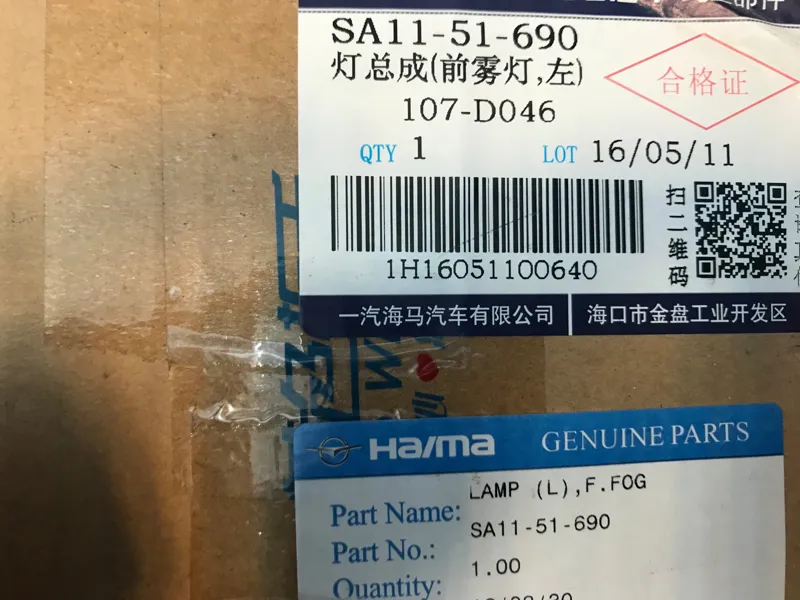 SA11-51-690
灯总成(前雾灯,左)
合格证
107-D046
QTY 1
LOT 16/05/11
扫二维码
1H16051100640
一汽海马汽车有限公司
海口市金盘工业开发区
Haima
GENUINE PARTS
Part Name: LAMP (L),F.FOG
Part No.: SA11-51-690
Quantity: 1.00